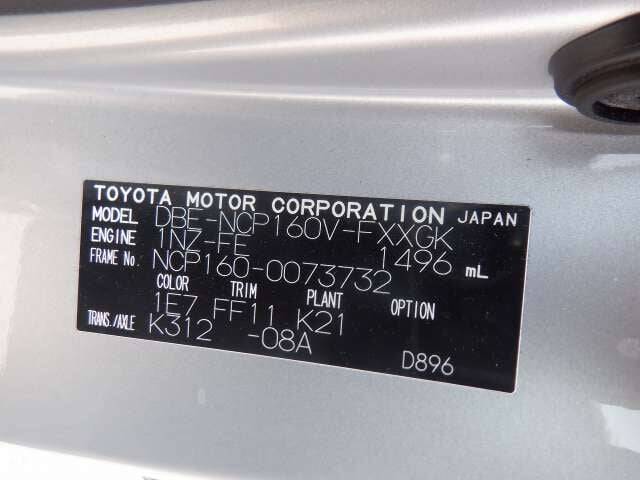 TOYOTA MOTOR CORPORATION JAPAN
MODEL DBE-NCP160V-FXXGK
ENGINE 1NZ-FE 1496 mL
FRAME No. NCP160-0073732
COLOR TRIM PLANT OPTION
1E7 FF11 K21
TRANS./AXLE K312 -08A
D896